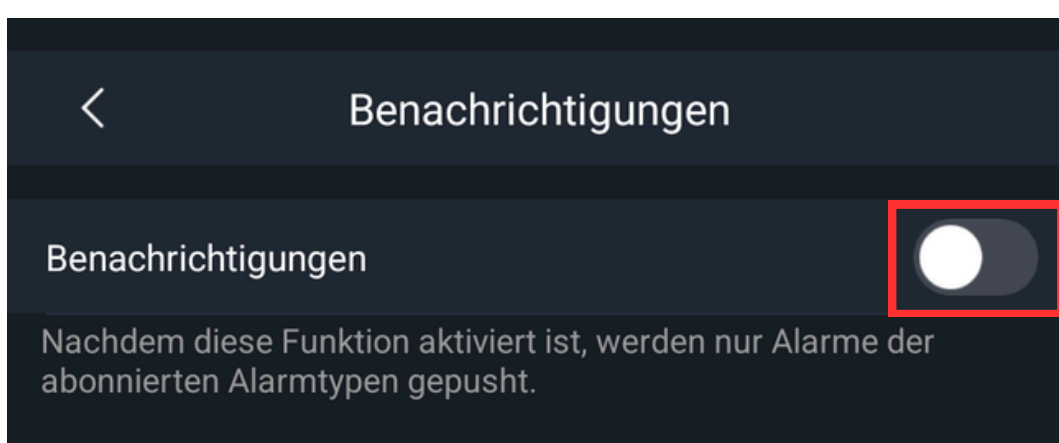 Benachrichtigungen
Benachrichtigungen
Nachdem diese Funktion aktiviert ist, werden nur Alarme der
abonnierten Alarmtypen gepusht.